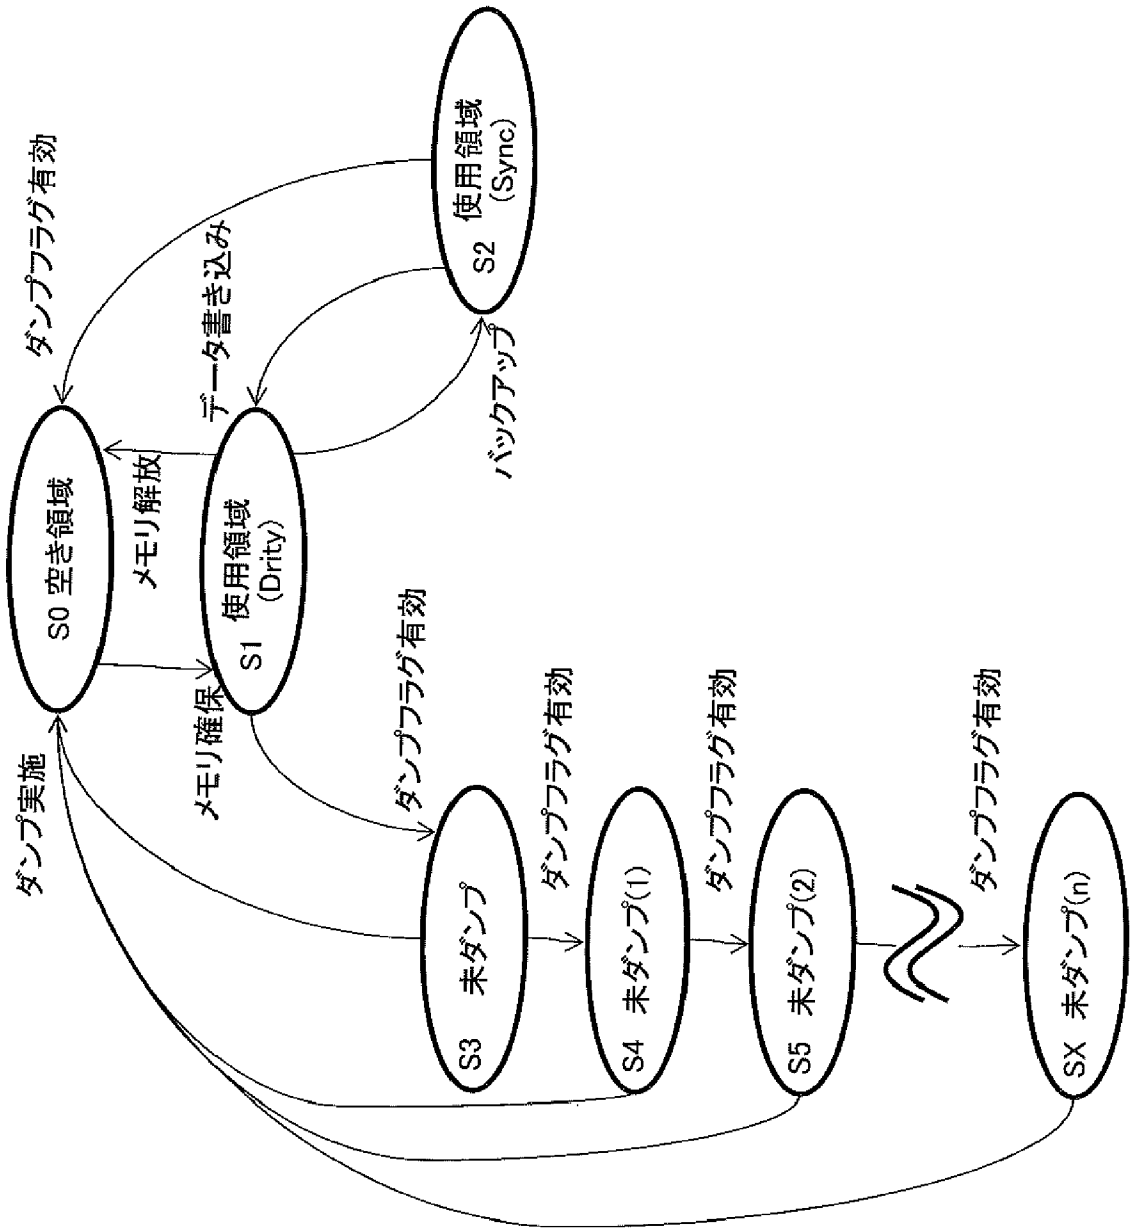 ダンプ実施
S0 空き領域
ダンプフラグ有効
メモリ確保
メモリ解放
データ書き込み
S1 使用領域
(Drity)
バックアップ
S2 使用領域
(Sync)
ダンプフラグ有効
S3 未ダンプ
ダンプフラグ有効
S4 未ダンプ(1)
ダンプフラグ有効
S5 未ダンプ(2)
ダンプフラグ有効
SX 未ダンプ(n)